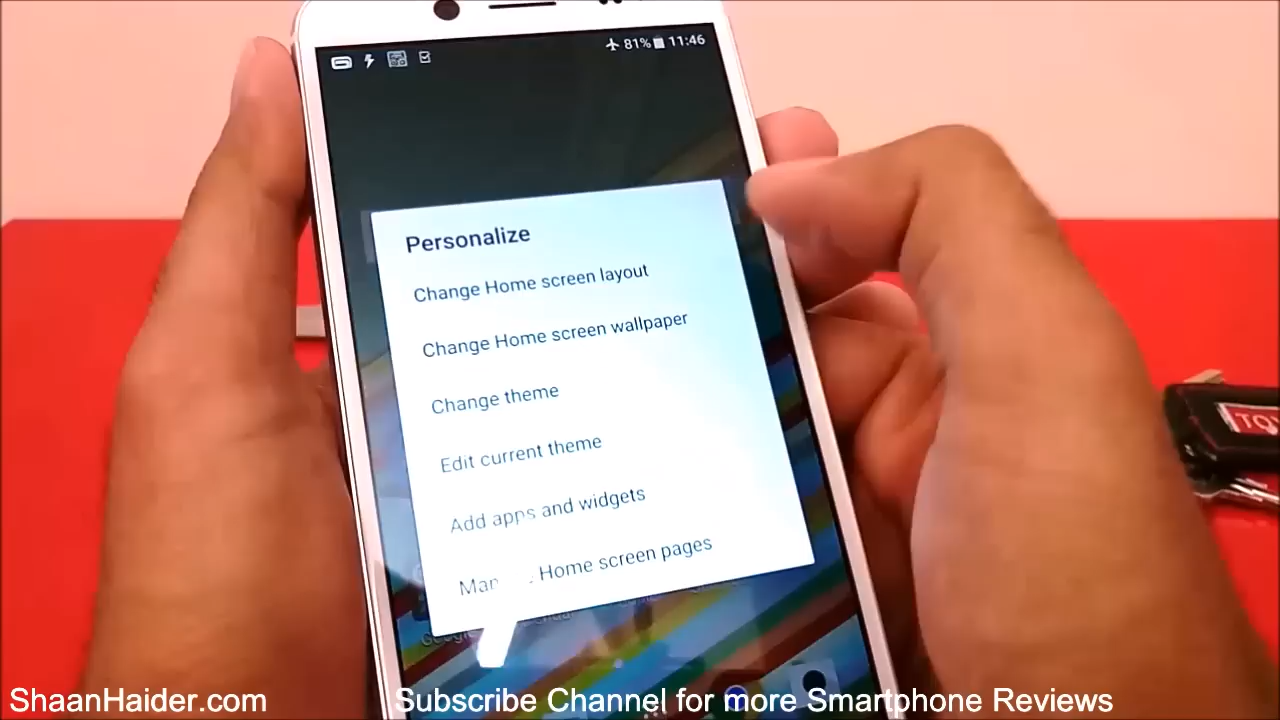 81% 11:46
Personalize
Change Home screen layout
Change Home screen wallpaper
Change theme
Edit current theme
Add apps and widgets
Home screen pages
ShaanHaider.com
Subscribe Channel for more Smartphone Reviews